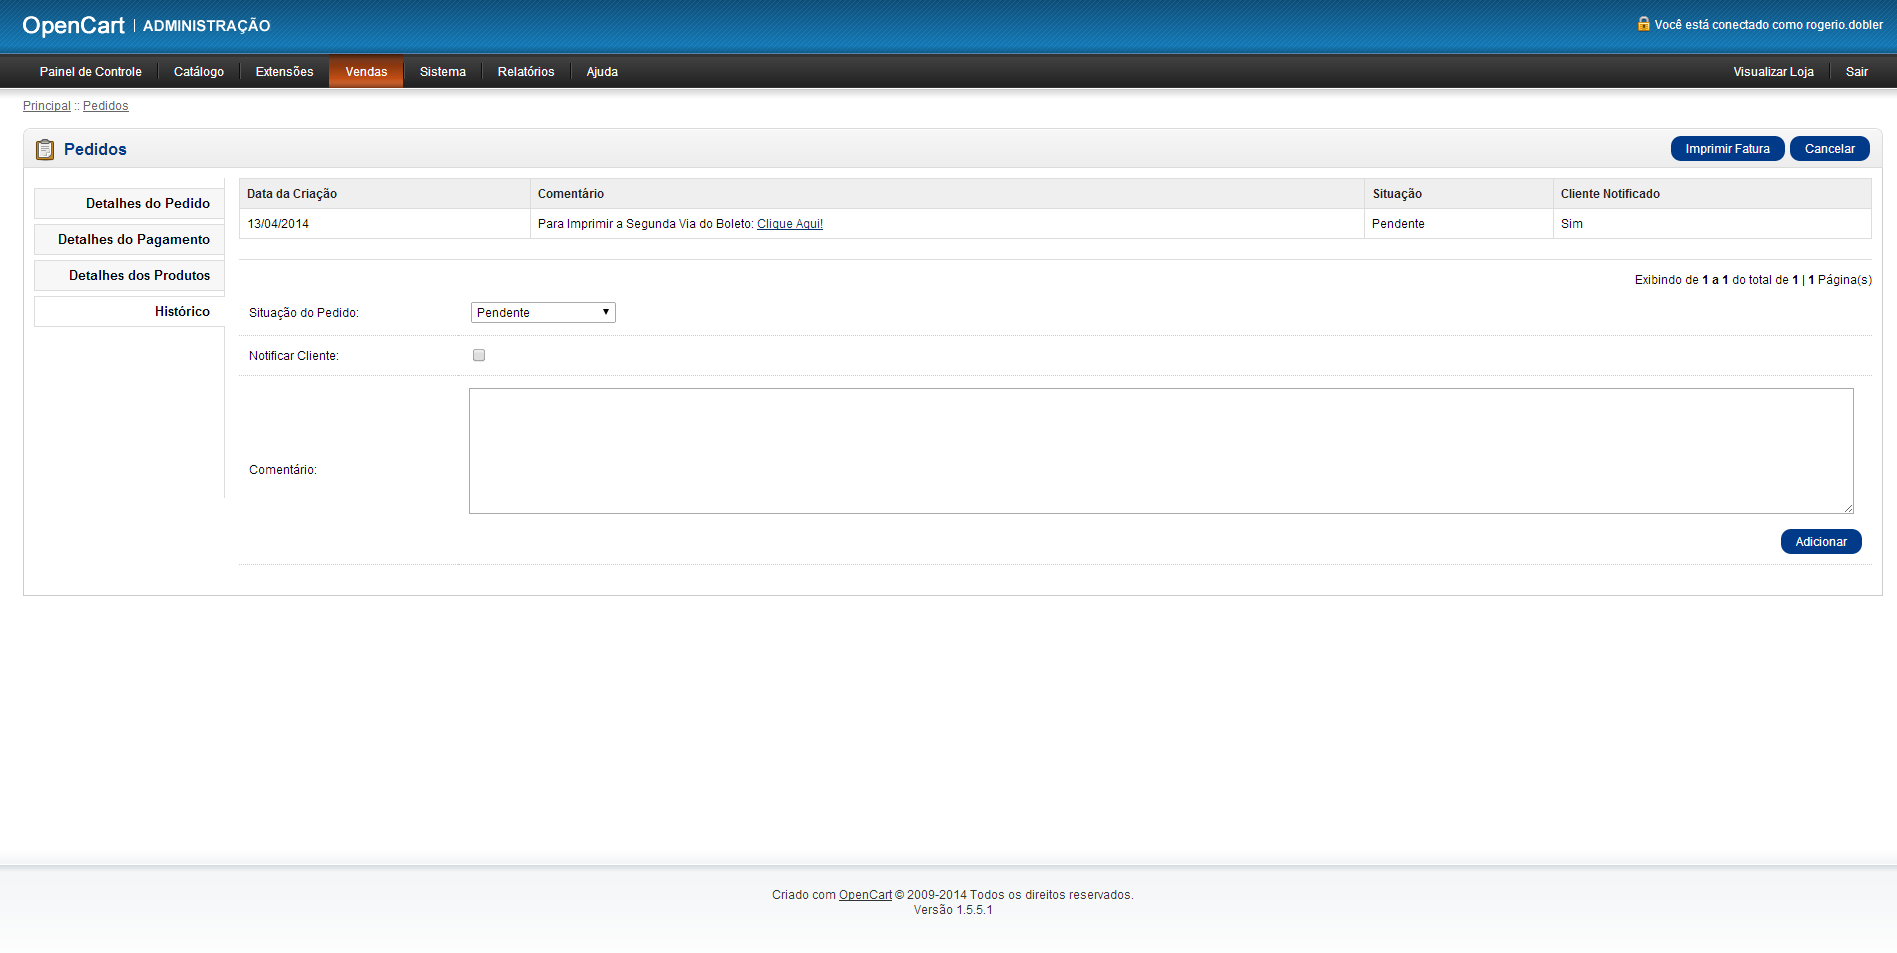 OpenCart | ADMINISTRAÇÃO
Você está conectado como rogerio.dobler
Painel de Controle
Catálogo
Extensões
Vendas
Sistema
Relatórios
Ajuda
Visualizar Loja
Sair
Principal :: Pedidos
Pedidos
Imprimir Fatura
Cancelar
Detalhes do Pedido
Detalhes do Pagamento
Detalhes dos Produtos
Histórico
Data da Criação Comentário Situação Cliente Notificado
13/04/2014 Para Imprimir a Segunda Via do Boleto: Clique Aqui! Pendente Sim
Exibindo de 1 a 1 do total de 1 | 1 Página(s)
Situação do Pedido: Pendente
Notificar Cliente:
Comentário:
Adicionar
Criado com OpenCart © 2009-2014 Todos os direitos reservados.
Versão 1.5.5.1